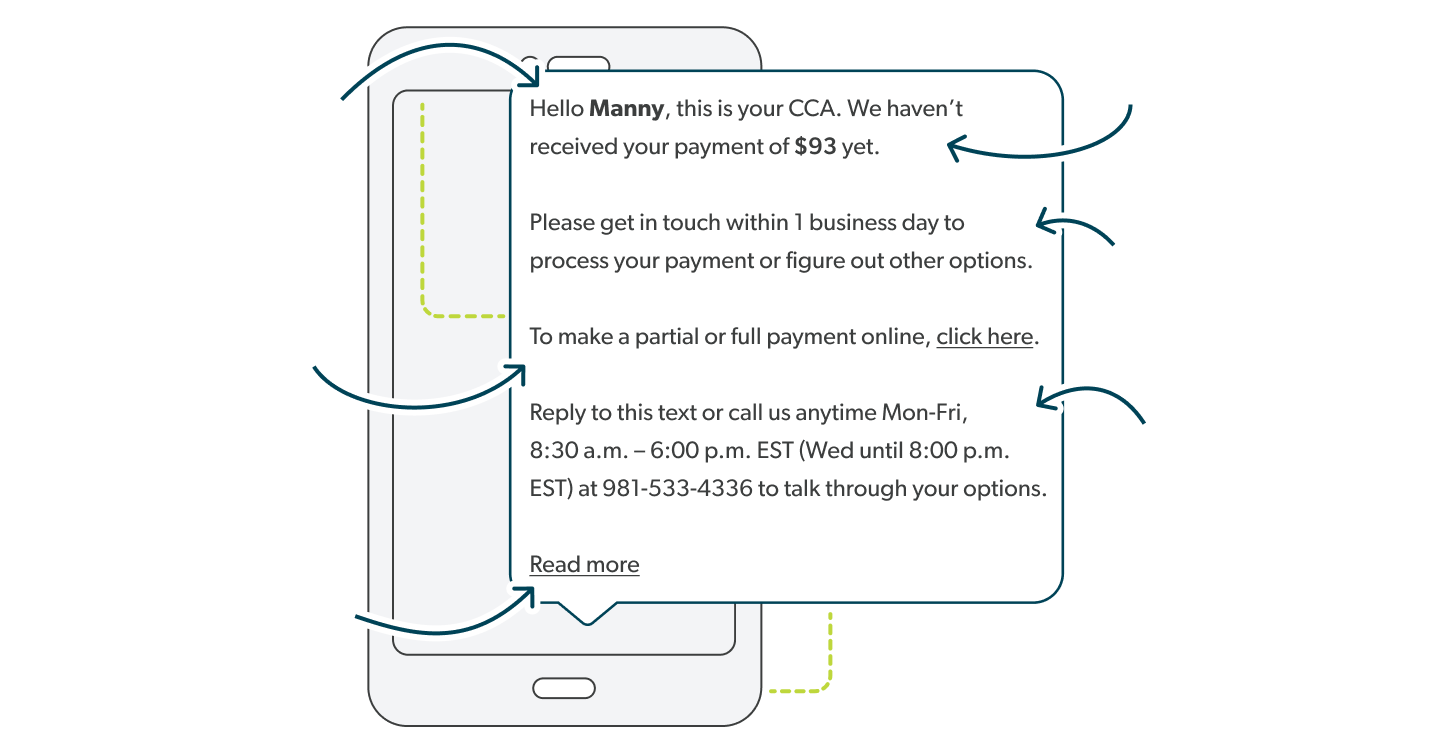 Hello Manny, this is your CCA. We haven’t
received your payment of $93 yet.
Please get in touch within 1 business day to
process your payment or figure out other options.
To make a partial or full payment online, click here.
Reply to this text or call us anytime Mon-Fri,
8:30 a.m. – 6:00 p.m. EST (Wed until 8:00 p.m.
EST) at 981-533-4336 to talk through your options.
Read more